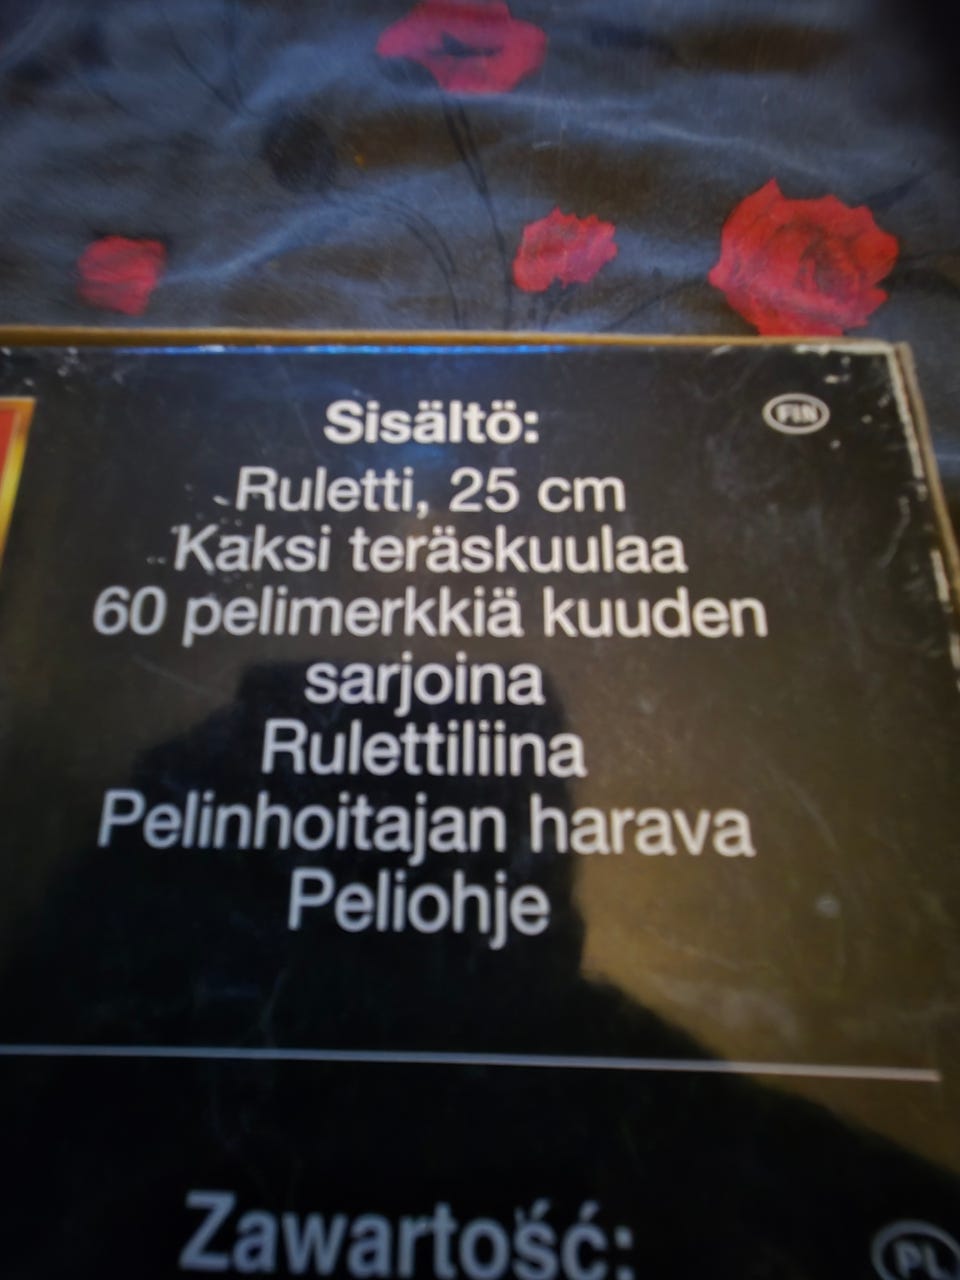 Sisältö:
FIN
Ruletti, 25 cm
Kaksi teräskuulaa
60 pelimerkkiä kuuden
sarjoina
Rulettiliina
Pelinhoitajan harava
Peliohje
Zawartość:
PL